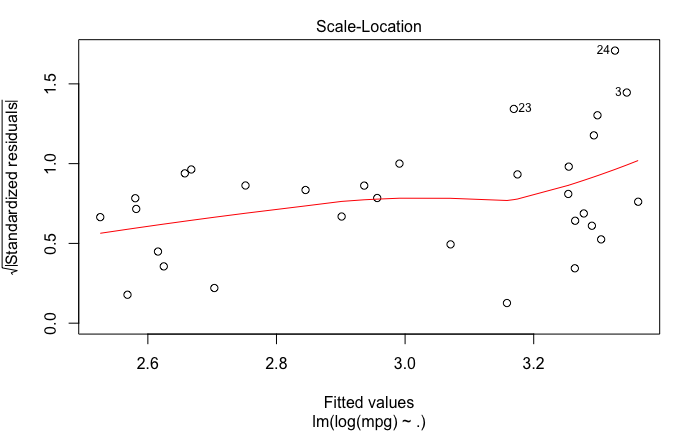 Scale-Location
√|Standardized residuals|
0.0 0.5 1.0 1.5
24
3
23
2.6 2.8 3.0 3.2
Fitted values
lm(log(mpg) ~ .)